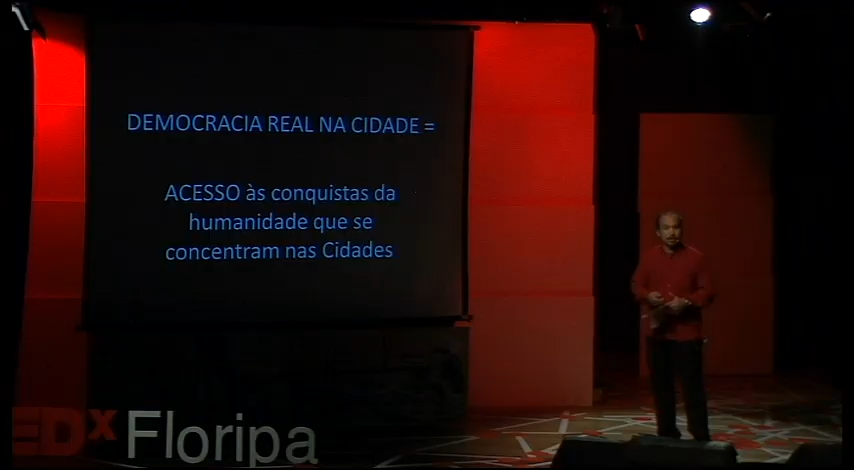 DEMOCRACIA REAL NA CIDADE =
ACESSO às conquistas da
humanidade que se
concentram nas Cidades
EDx Floripa